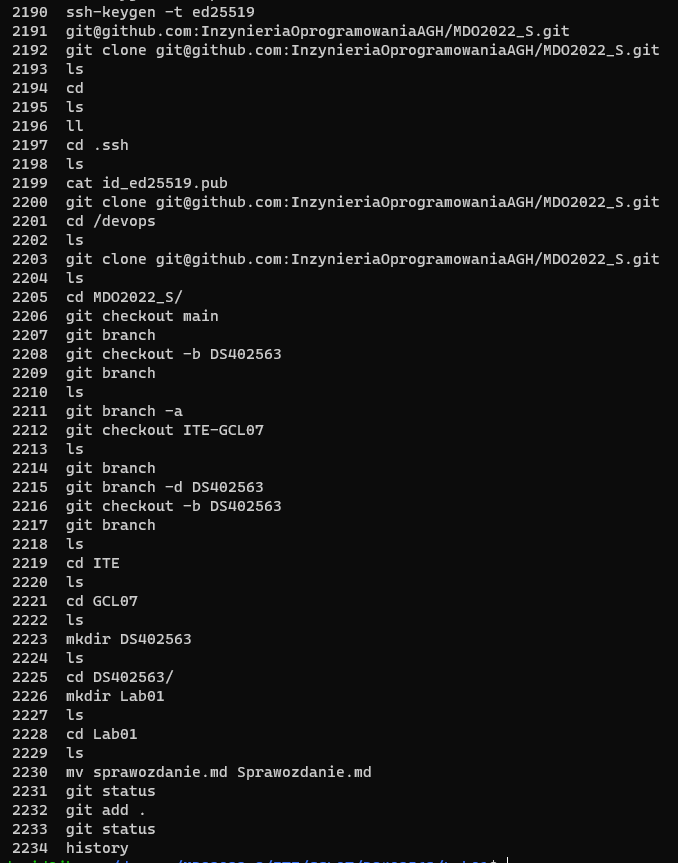 2190 ssh-keygen -t ed25519
2191 git@github.com:InzynieriaOprogramowaniaAGH/MDO2022_S.git
2192 git clone git@github.com:InzynieriaOprogramowaniaAGH/MDO2022_S.git
2193 ls
2194 cd
2195 ls
2196 ll
2197 cd .ssh
2198 ls
2199 cat id_ed25519.pub
2200 git clone git@github.com:InzynieriaOprogramowaniaAGH/MDO2022_S.git
2201 cd /devops
2202 ls
2203 git clone git@github.com:InzynieriaOprogramowaniaAGH/MDO2022_S.git
2204 ls
2205 cd MDO2022_S/
2206 git checkout main
2207 git branch
2208 git checkout -b DS402563
2209 git branch
2210 ls
2211 git branch -a
2212 git checkout ITE-GCL07
2213 ls
2214 git branch
2215 git branch -d DS402563
2216 git checkout -b DS402563
2217 git branch
2218 ls
2219 cd ITE
2220 ls
2221 cd GCL07
2222 ls
2223 mkdir DS402563
2224 ls
2225 cd DS402563/
2226 mkdir Lab01
2227 ls
2228 cd Lab01
2229 ls
2230 mv sprawozdanie.md Sprawozdanie.md
2231 git status
2232 git add .
2233 git status
2234 history